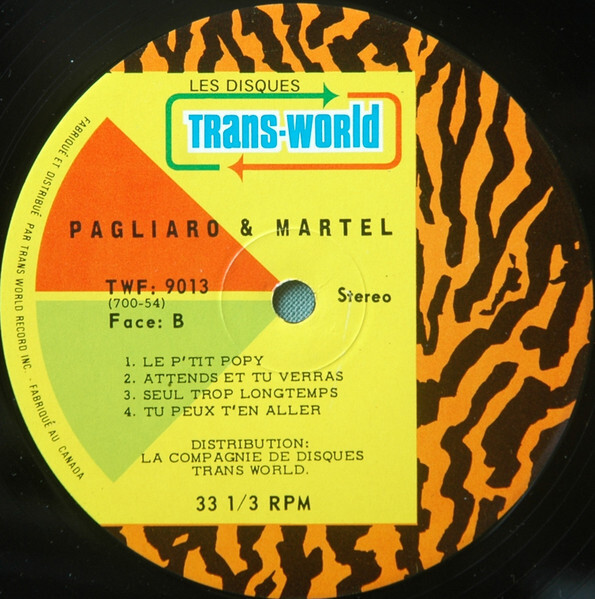 LES DISQUES
TRANS-WORLD
PAGLIARO & MARTEL
TWF: 9013
(700-54)
Face: B
Stereo
1. LE P'TIT POPY
2. ATTENDS ET TU VERRAS
3. SEUL TROP LONGTEMPS
4. TU PEUX T'EN ALLER
DISTRIBUTION:
LA COMPAGNIE DE DISQUES
TRANS WORLD.
33 1/3 RPM
FABRIQUÉ ET DISTRIBUÉ PAR TRANS WORLD RECORD INC. - FABRIQUÉ AU CANADA